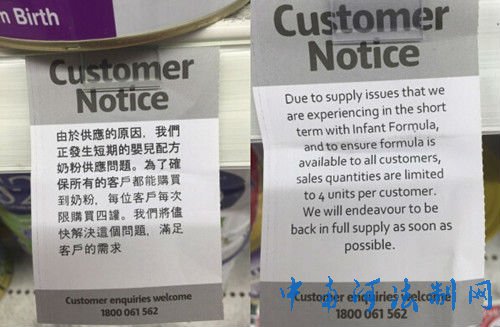 m Birth
Customer
Notice
由於供應的原因，我們
正發生短期的嬰兒配方
奶粉供應問題。為了確
保所有的客戶都能購買
到奶粉，每位客戶每次
限購買四罐。我們將儘
快解決這個問題，滿足
客戶的需求
Customer enquiries welcome
1800 061 562
Customer
Notice
Due to supply issues that we
are experiencing in the short
term with Infant Formula,
and to ensure formula is
available to all customers,
sales quantities are limited
to 4 units per customer.
We will endeavour to be
back in full supply as soon as
possible.
Customer enquiries welcome
1800 061 562
中南河法制网